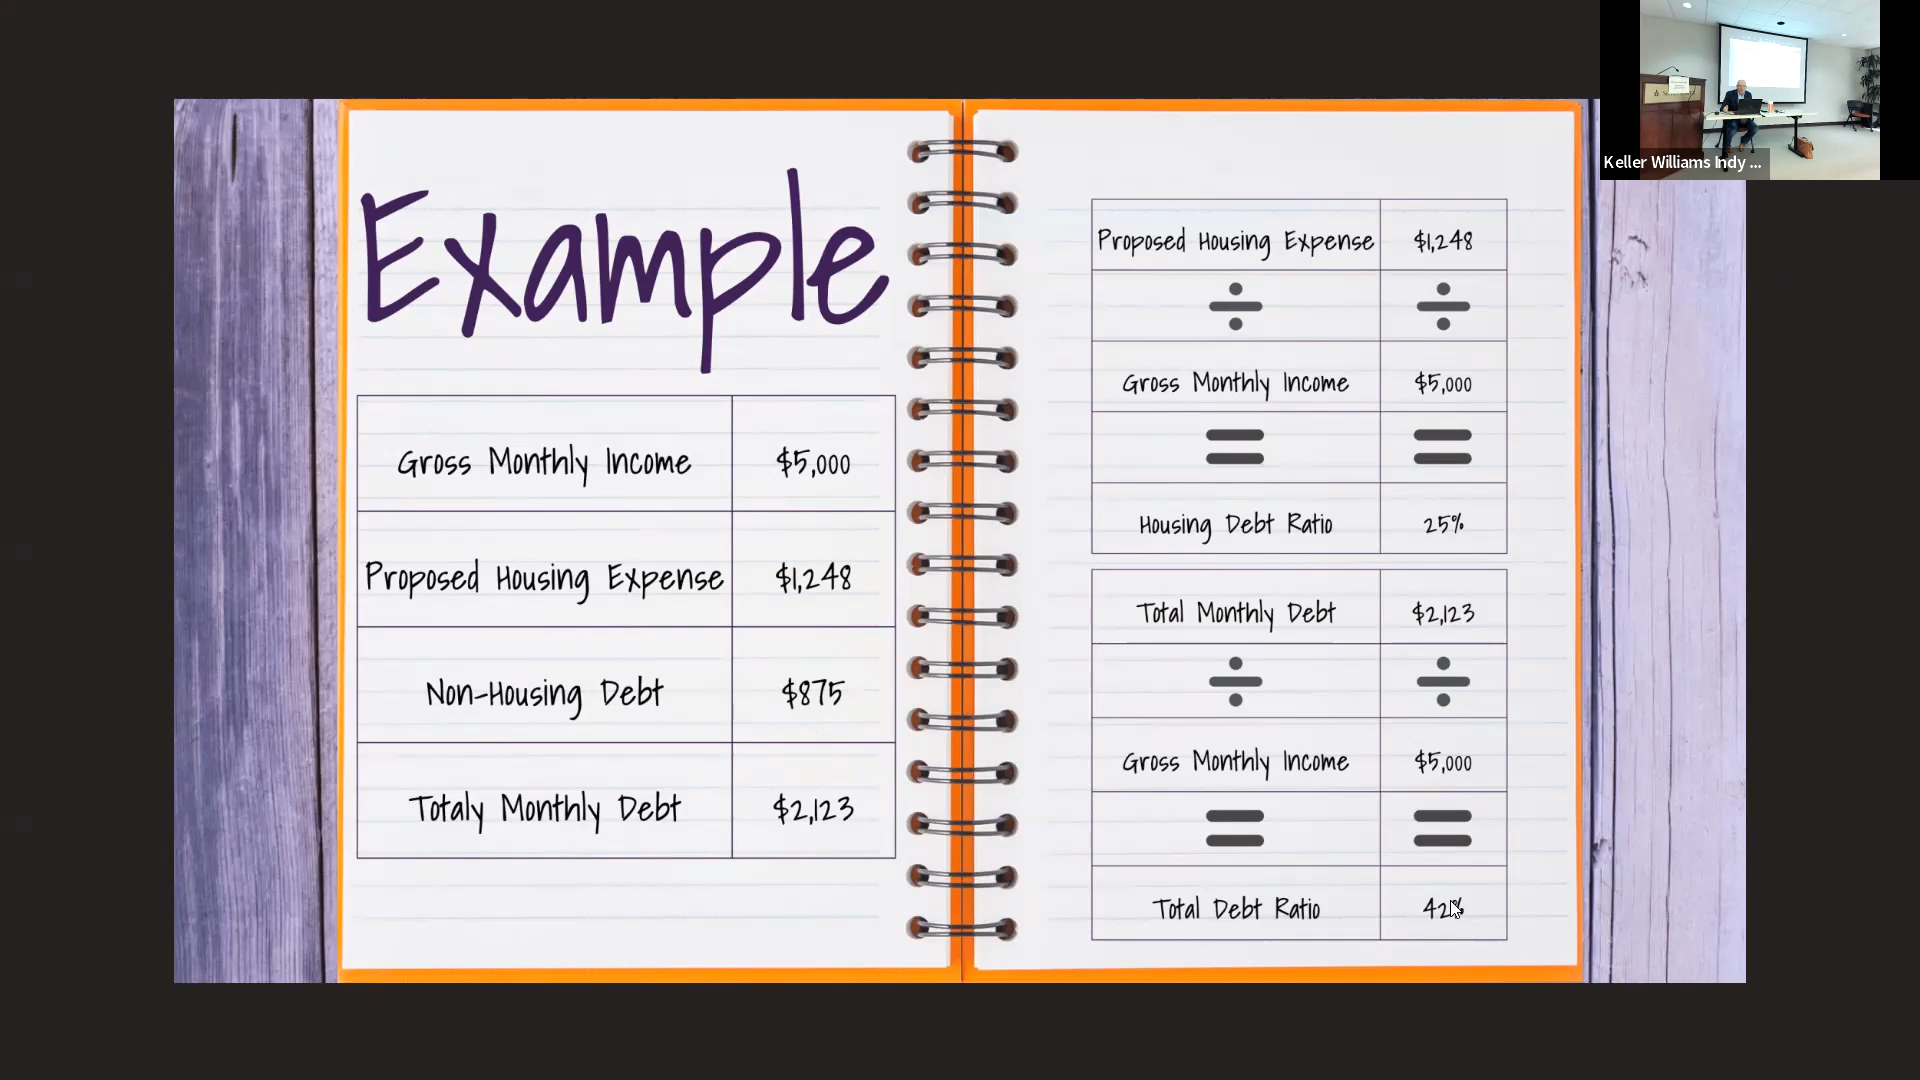 Example
Gross Monthly Income $5,000
Proposed Housing Expense $1,248
Non-Housing Debt $875
Totaly Monthly Debt $2,123
Proposed Housing Expense $1,248
÷ ÷
Gross Monthly Income $5,000
= =
Housing Debt Ratio 25%
Total Monthly Debt $2,123
÷ ÷
Gross Monthly Income $5,000
= =
Total Debt Ratio 42%
Keller Williams Indy ...